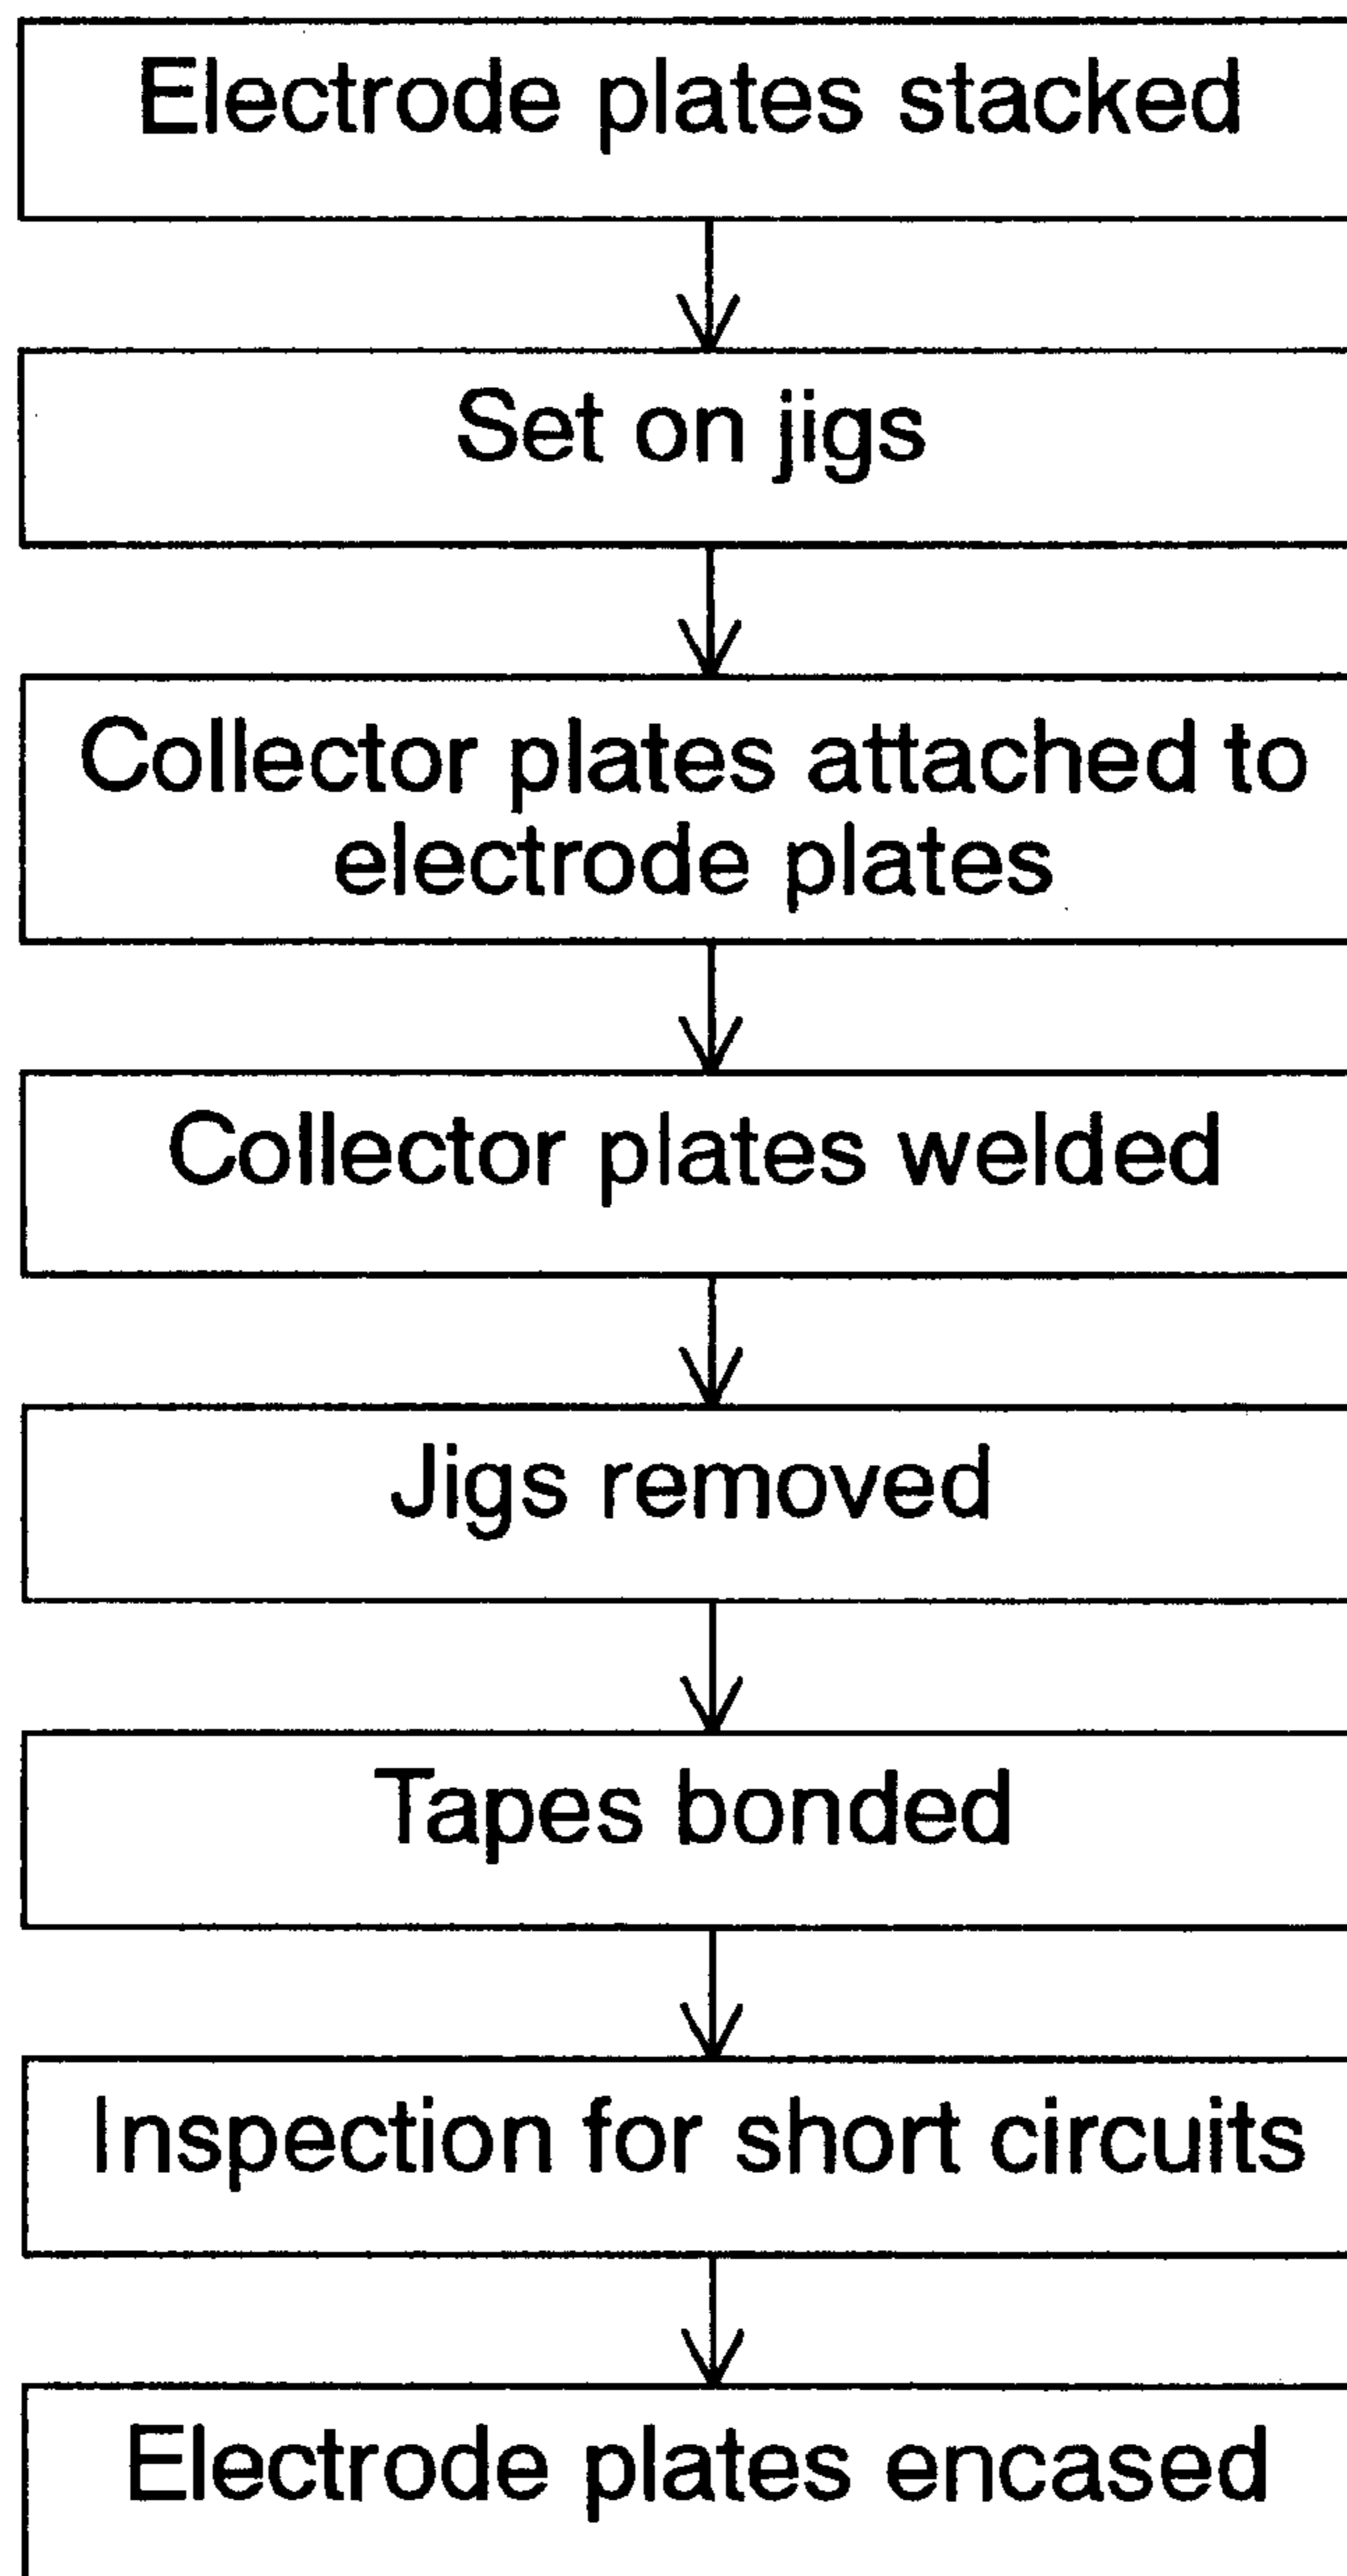 Electrode plates stacked
Set on jigs
Collector plates attached to
electrode plates
Collector plates welded
Jigs removed
Tapes bonded
Inspection for short circuits
Electrode plates encased